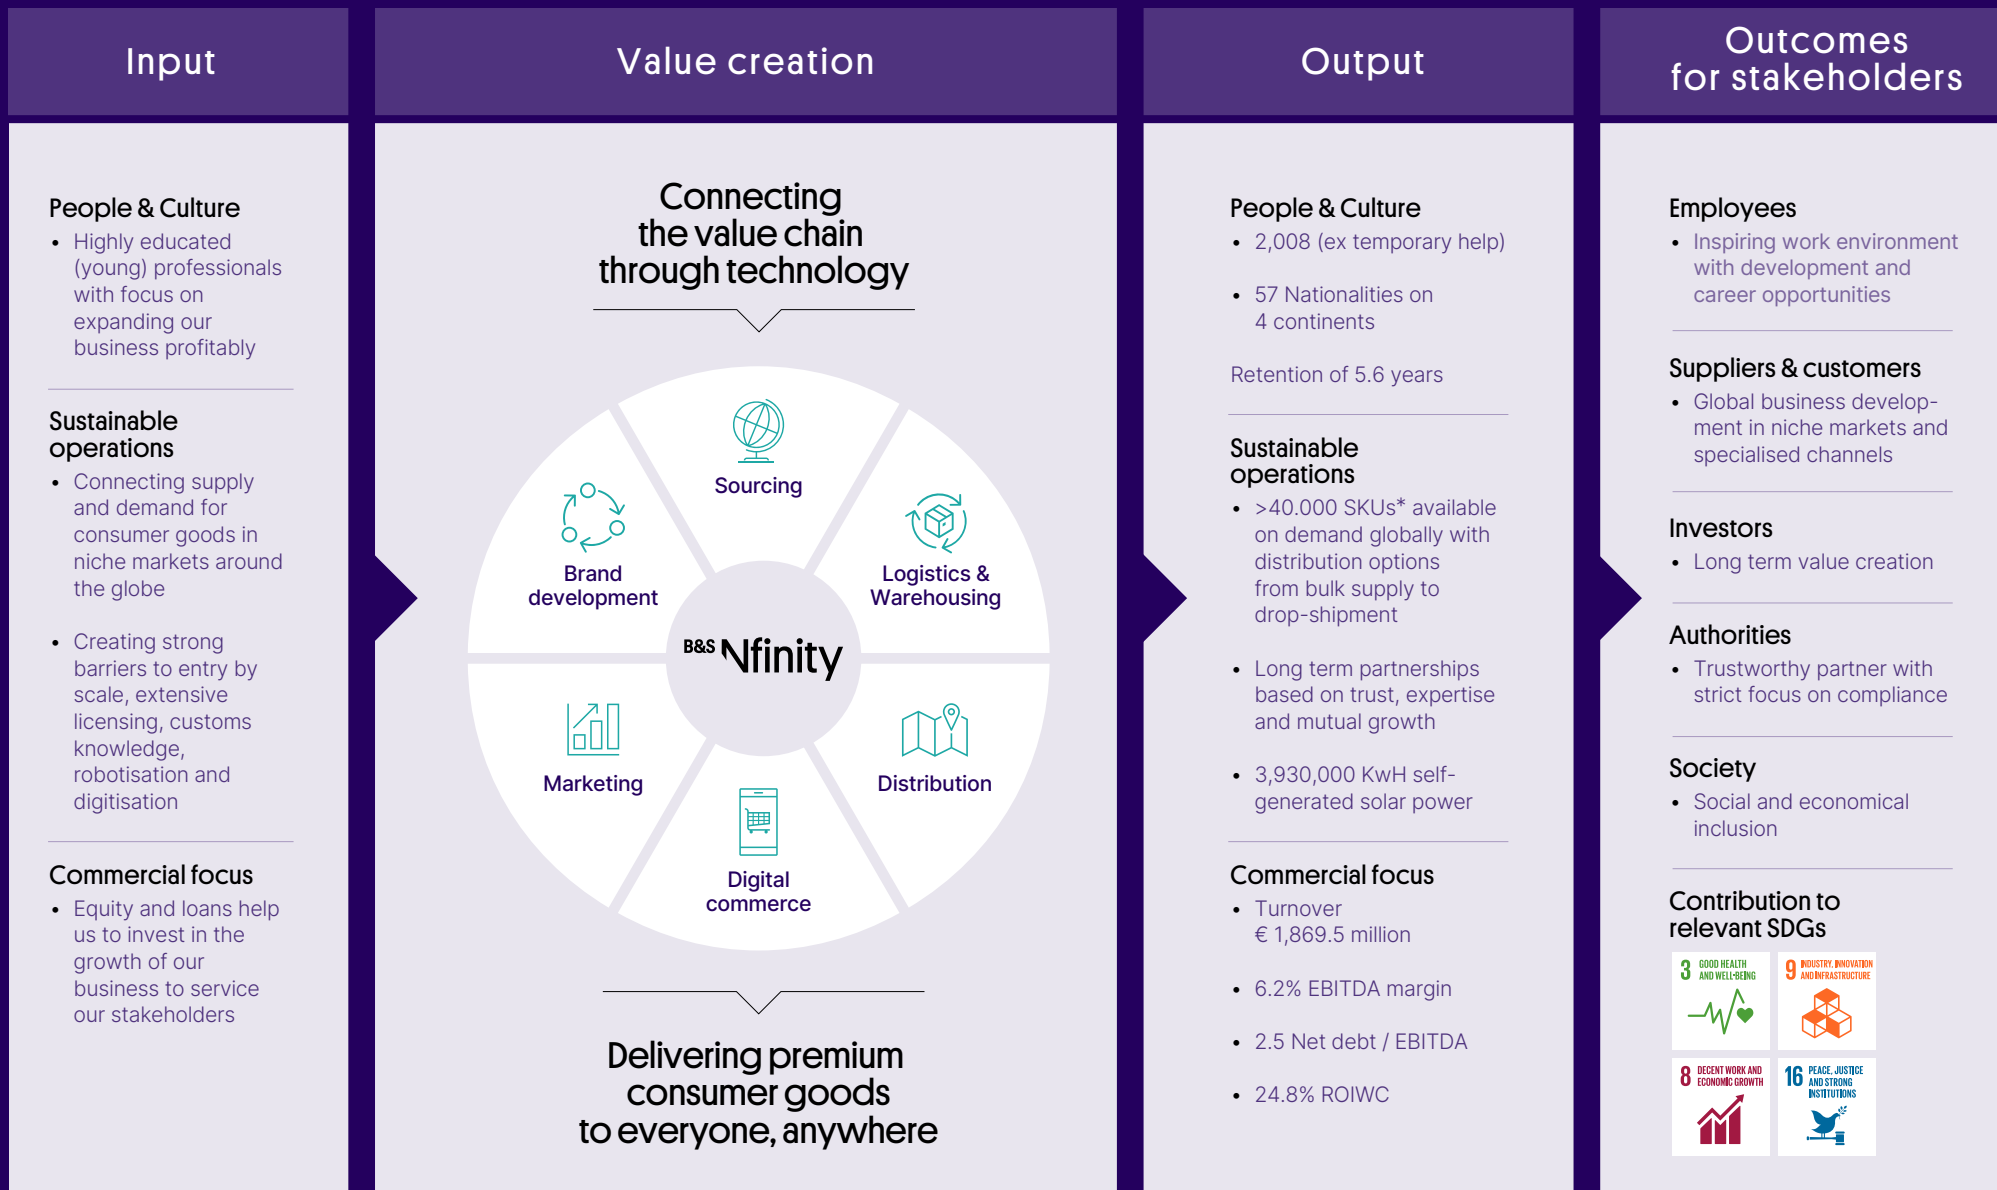 Input
People & Culture
• Highly educated
(young) professionals
with focus on
expanding our
business profitably
Sustainable
operations
• Connecting supply
and demand for
consumer goods in
niche markets around
the globe
• Creating strong
barriers to entry by
scale, extensive
licensing, customs
knowledge,
robotisation and
digitisation
Commercial focus
• Equity and loans help
us to invest in the
growth of our
business to service
our stakeholders
Value creation
Connecting
the value chain
through technology
Sourcing
Brand
development
Logistics &
Warehousing
B&S Nfinity
Marketing
Distribution
Digital
commerce
Delivering premium
consumer goods
to everyone, anywhere
Output
People & Culture
• 2,008 (ex temporary help)
• 57 Nationalities on
4 continents
Retention of 5.6 years
Sustainable
operations
• >40.000 SKUs* available
on demand globally with
distribution options
from bulk supply to
drop-shipment
• Long term partnerships
based on trust, expertise
and mutual growth
• 3,930,000 KwH self-
generated solar power
Commercial focus
• Turnover
€ 1,869.5 million
• 6.2% EBITDA margin
• 2.5 Net debt / EBITDA
• 24.8% ROIWC
Outcomes
for stakeholders
Employees
• Inspiring work environment
with development and
career opportunities
Suppliers & customers
• Global business develop-
ment in niche markets and
specialised channels
Investors
• Long term value creation
Authorities
• Trustworthy partner with
strict focus on compliance
Society
• Social and economical
inclusion
Contribution to
relevant SDGs
3 GOOD HEALTH
AND WELL-BEING
9 INDUSTRY, INNOVATION
AND INFRASTRUCTURE
8 DECENT WORK AND
ECONOMIC GROWTH
16 PEACE, JUSTICE
AND STRONG
INSTITUTIONS